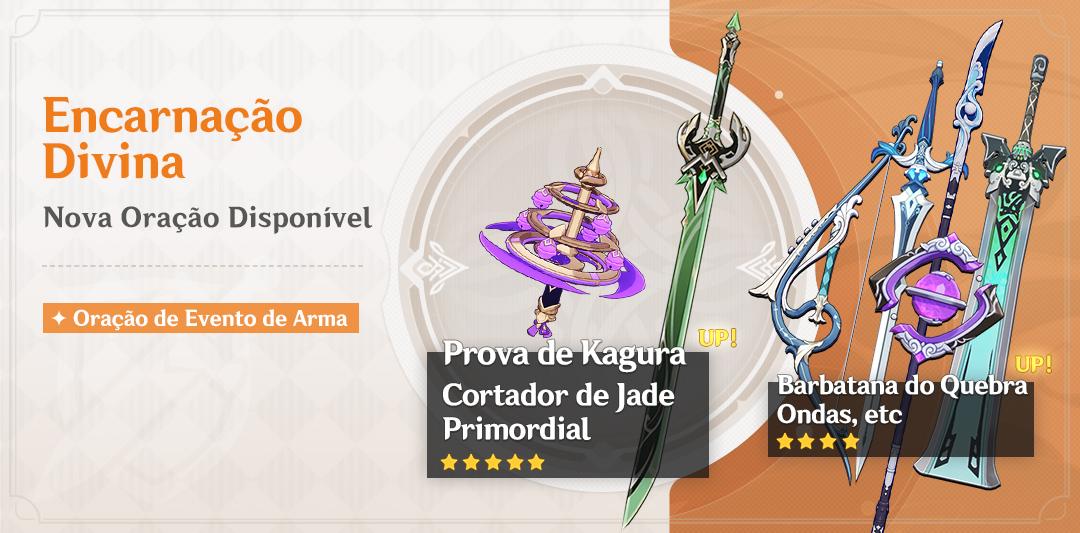 Encarnação
Divina
Nova Oração Disponível
✦ Oração de Evento de Arma
UP!
Prova de Kagura
Cortador de Jade
Primordial
UP!
Barbatana do Quebra
Ondas, etc